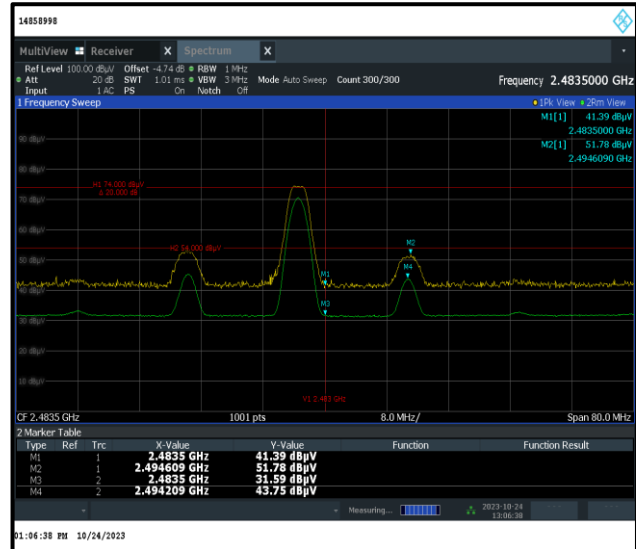 14858998
MultiView Receiver X Spectrum X
Ref Level 100.00 dBµV Offset -4.74 dB RBW 1 MHz
Att 20 dB SWT 1.01 ms VBW 3 MHz Mode Auto Sweep Count 300/300 Frequency 2.4835000 GHz
Input 1 AC PS On Notch Off
1 Frequency Sweep 1Pk View 2Rm View
M1[1] 41.39 dBµV
2.4835000 GHz
M2[1] 51.78 dBµV
2.4946090 GHz
90 dBµV
80 dBµV
H1 74.000 dBµV
70 dBµV
60 dBµV
M2
H2 54.000 dBµV
50 dBµV
M4
M1
40 dBµV
M3
30 dBµV
20 dBµV
10 dBµV
V1 2.483 GHz
CF 2.4835 GHz 1001 pts 8.0 MHz/ Span 80.0 MHz
2 Marker Table
Type Ref Trc X-Value Y-Value Function Function Result
M1 1 2.4835 GHz 41.39 dBµV
M2 1 2.494609 GHz 51.78 dBµV
M3 2 2.4835 GHz 31.59 dBµV
M4 2 2.494209 GHz 43.75 dBµV
Measuring... 2023-10-24
13:06:38
01:06:38 PM 10/24/2023